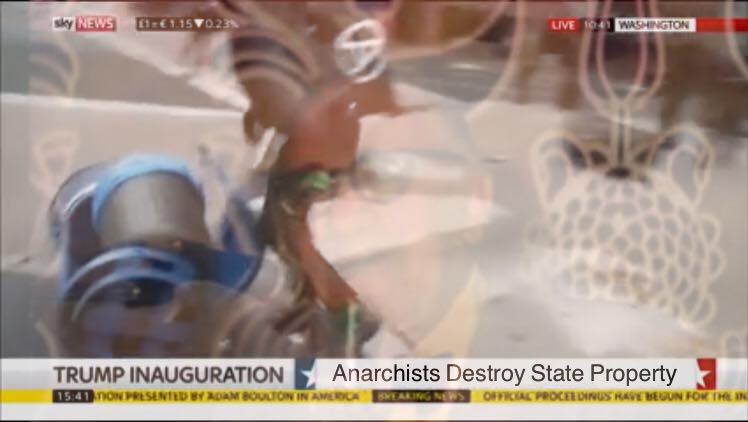 sky NEWS £1=€1.15▼0.23% LIVE 10:41 WASHINGTON
TRUMP INAUGURATION Anarchists Destroy State Property
15:41 ATION PRESENTED BY ADAM BOULTON IN AMERICA BREAKING NEWS OFFICIAL PROCEEDINGS HAVE BEGUN FOR THE IN